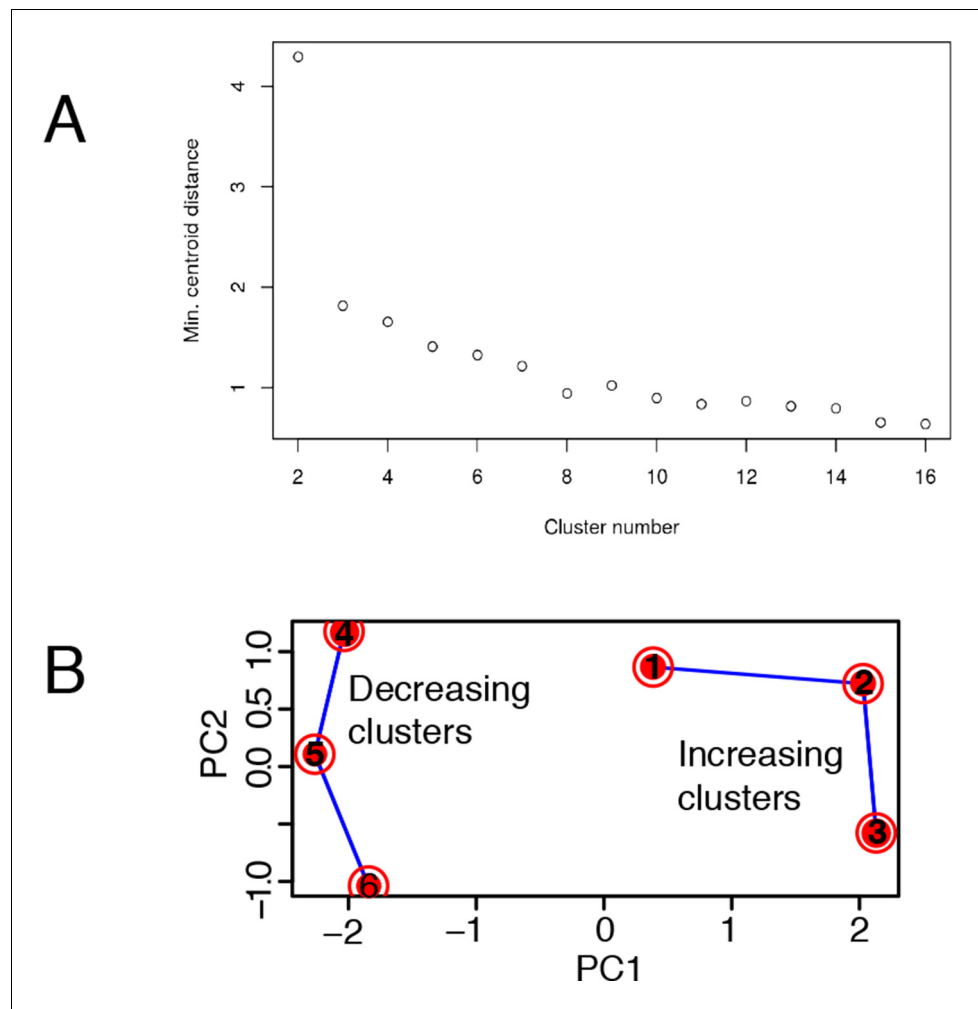 A
Min. centroid distance
4
3
2
1
2 4 6 8 10 12 14 16
Cluster number
B
PC2
1.0
0.5
0.0
−1.0
4
5
6
Decreasing
clusters
1
2
3
Increasing
clusters
−2 −1 0 1 2
PC1